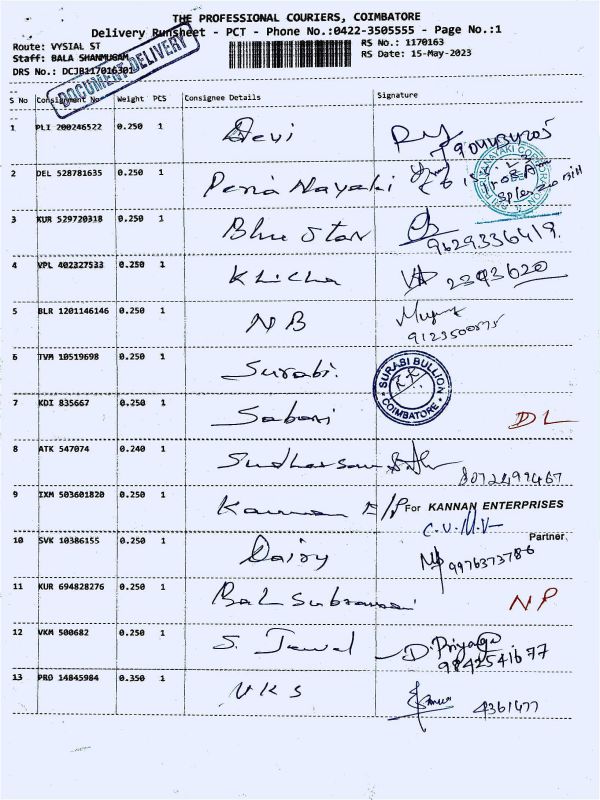 THE PROFESSIONAL COURIERS, COIMBATORE
Delivery Runsheet - PCT - Phone No.:0422-3505555 - Page No.:1
Route: VYSIAL ST RS No.: 1170163
Staff: BALA SHANMUGAM RS Date: 15-May-2023
DRS No.: DCJB117016301
DOCUMENT DELIVERY
S No Consignment No Weight PCS Consignee Details Signature
1 PLI 200246522 0.250 1 Devi
2 DEL 528781635 0.250 1 Peria Nayaki
3 KUR 529720318 0.250 1 Blue Star
9629336419
4 VPL 402327533 0.250 1 Khicha 2393620
5 BLR 1201146146 0.250 1 NB
6 TVM 10519698 0.250 1 Surabi.
SURABI BULLION
COIMBATORE
7 KDI 835667 0.250 1 Sabari DL
8 ATK 547074 0.240 1 Sudharsan
9 IXM 503601820 0.250 1 Kannan E/P For KANNAN ENTERPRISES
C.U.M.V
Partner
10 SVK 10386155 0.250 1 Dairy 9976373786
11 KUR 694828276 0.250 1 NP
12 VKM 500682 0.250 1 D. Priyaga
9842541677
13 PRO 14845984 0.350 1 VKS 4361477